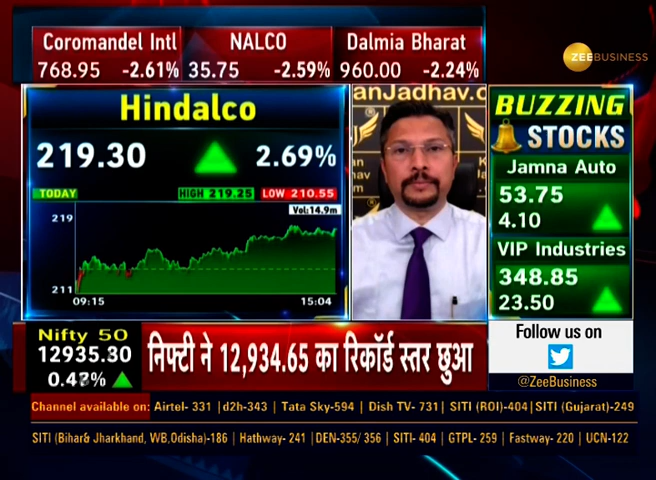 Coromandel Intl NALCO Dalmia Bharat
768.95 -2.61% 35.75 -2.59% 960.00 -2.24%
ZEEBUSINESS
Hindalco
219.30 2.69%
TODAY HIGH 219.25 LOW 210.55
Vol:14.9m
219
211
09:15 15:04
anJadhav.c
BUZZING
STOCKS
Jamna Auto
53.75
4.10
VIP Industries
348.85
23.50
Nifty 50
12935.30
0.47%
निफ्टी ने 12,934.65 का रिकॉर्ड स्तर छुआ
Follow us on
@ZeeBusiness
Channel available on: Airtel- 331 | d2h-343 | Tata Sky-594 | Dish TV- 731| SITI (ROI)-404| SITI (Gujarat)-249
SITI (Bihar& Jharkhand, WB,Odisha)-186 | Hathway- 241 |DEN-355/ 356 | SITI- 404 | GTPL- 259 | Fastway- 220 | UCN-122